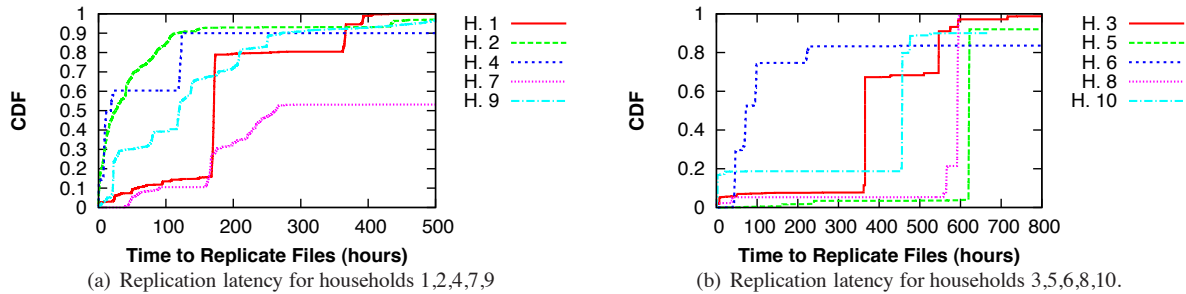 1
0.9
0.8
0.7
0.6
0.5
0.4
0.3
0.2
0.1
0
CDF
0 100 200 300 400 500
Time to Replicate Files (hours)
H. 1
H. 2
H. 4
H. 7
H. 9
(a) Replication latency for households 1,2,4,7,9
1
0.8
0.6
0.4
0.2
0
CDF
0 100 200 300 400 500 600 700 800
Time to Replicate Files (hours)
H. 3
H. 5
H. 6
H. 8
H. 10
(b) Replication latency for households 3,5,6,8,10.